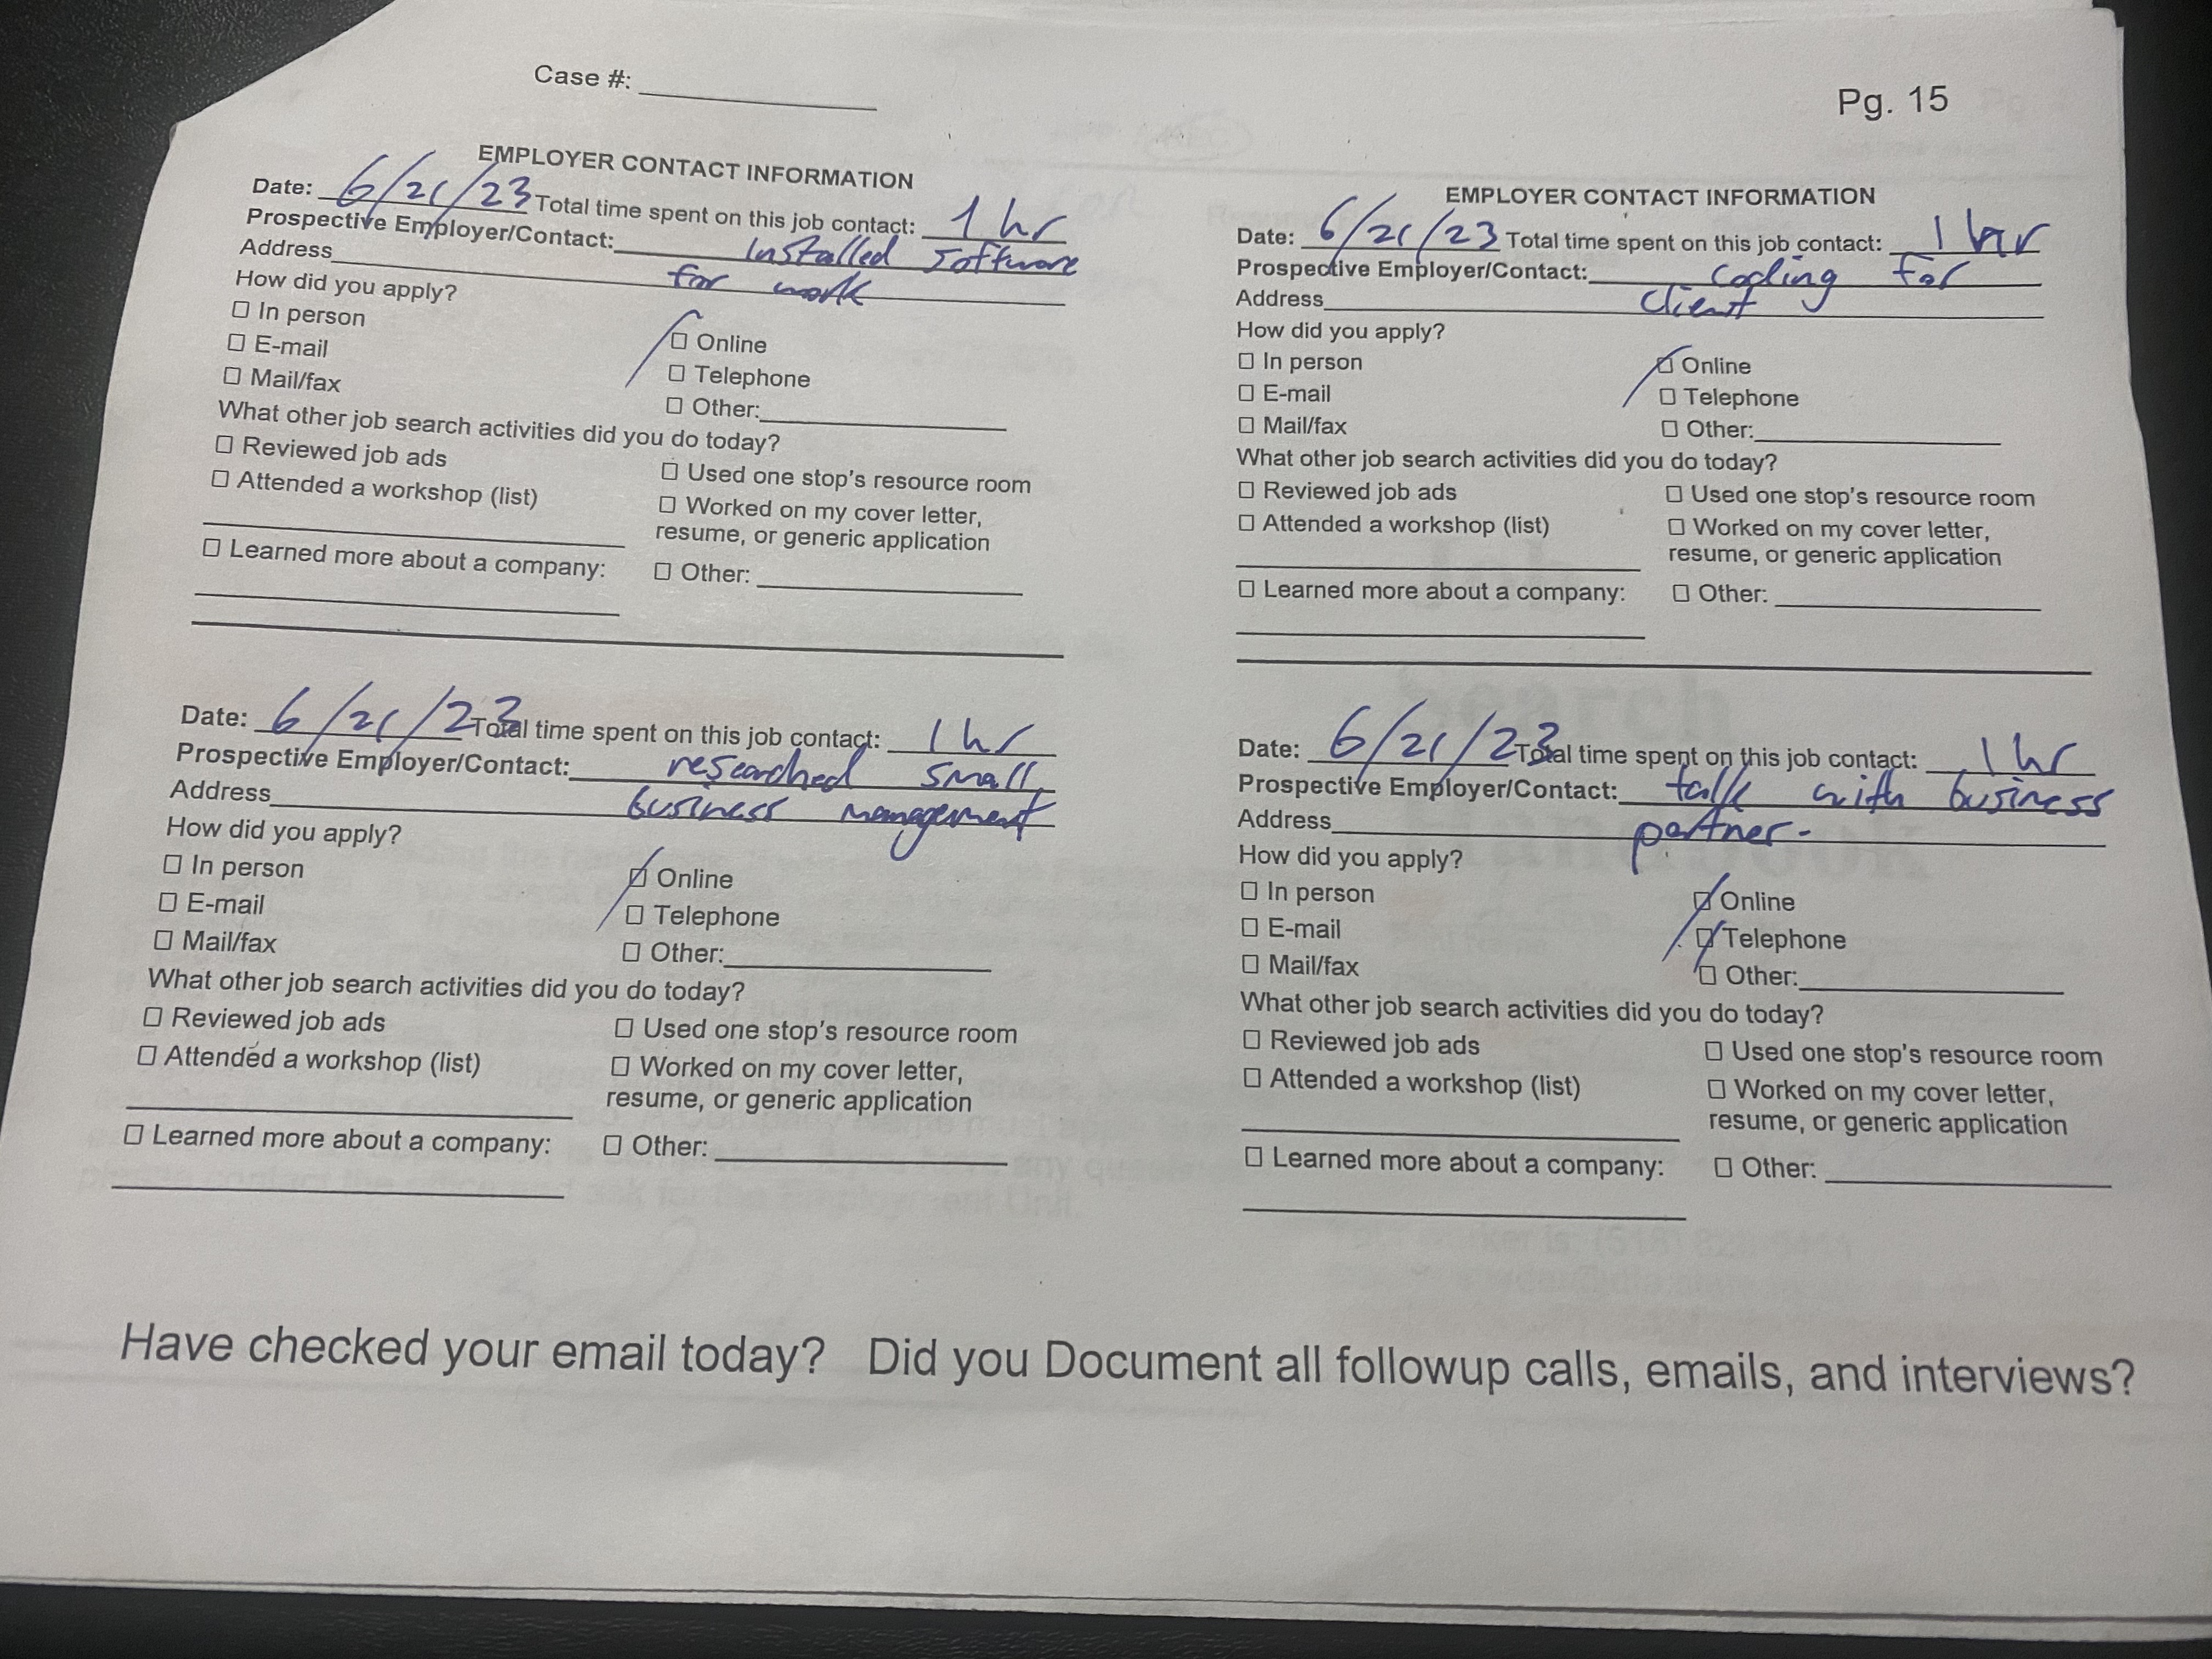 Case #:
Pg. 15
EMPLOYER CONTACT INFORMATION
Date: 6/21/23 Total time spent on this job contact: 1 hr
Prospective Employer/Contact: Installed software
Address for work
How did you apply?
☐ In person
☐ Online
☐ E-mail
☐ Telephone
☐ Mail/fax
☐ Other:
What other job search activities did you do today?
☐ Reviewed job ads
☐ Used one stop's resource room
☐ Attended a workshop (list)
☐ Worked on my cover letter,
resume, or generic application
☐ Learned more about a company:
☐ Other:
EMPLOYER CONTACT INFORMATION
Date: 6/21/23 Total time spent on this job contact: 1 hr
Prospective Employer/Contact: coding for
Address client
How did you apply?
☐ In person
☐ Online
☐ E-mail
☐ Telephone
☐ Mail/fax
☐ Other:
What other job search activities did you do today?
☐ Reviewed job ads
☐ Used one stop's resource room
☐ Attended a workshop (list)
☐ Worked on my cover letter,
resume, or generic application
☐ Learned more about a company:
☐ Other:
Date: 6/21/23 Total time spent on this job contact: 1 hr
Prospective Employer/Contact: researched small
Address business management
How did you apply?
☐ In person
☐ Online
☐ E-mail
☐ Telephone
☐ Mail/fax
☐ Other:
What other job search activities did you do today?
☐ Reviewed job ads
☐ Used one stop's resource room
☐ Attended a workshop (list)
☐ Worked on my cover letter,
resume, or generic application
☐ Learned more about a company:
☐ Other:
Date: 6/21/23 Total time spent on this job contact: 1 hr
Prospective Employer/Contact: talk with business
Address partner-
How did you apply?
☐ In person
☐ Online
☐ E-mail
☐ Telephone
☐ Mail/fax
☐ Other:
What other job search activities did you do today?
☐ Reviewed job ads
☐ Used one stop's resource room
☐ Attended a workshop (list)
☐ Worked on my cover letter,
resume, or generic application
☐ Learned more about a company:
☐ Other:
Have checked your email today? Did you Document all followup calls, emails, and interviews?